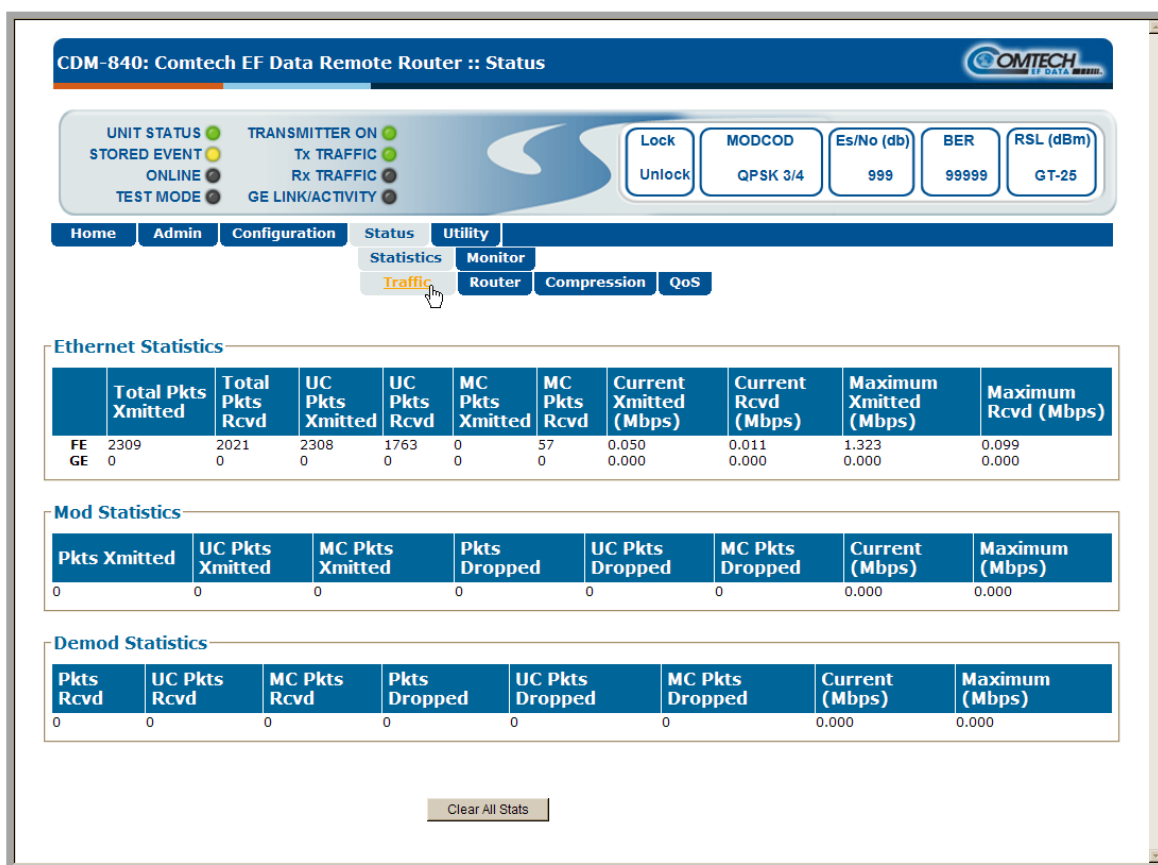 CDM-840: Comtech EF Data Remote Router :: Status
COMTECH
EF DATA
UNIT STATUS TRANSMITTER ON
STORED EVENT Tx TRAFFIC
ONLINE Rx TRAFFIC
TEST MODE GE LINK/ACTIVITY
Lock MODCOD Es/No (db) BER RSL (dBm)
Unlock QPSK 3/4 999 99999 GT-25
Home Admin Configuration Status Utility
Statistics Monitor
Traffic Router Compression QoS
Ethernet Statistics
Total Pkts Xmitted Total Pkts Rcvd UC Pkts Xmitted UC Pkts Rcvd MC Pkts Xmitted MC Pkts Rcvd Current Xmitted (Mbps) Current Rcvd (Mbps) Maximum Xmitted (Mbps) Maximum Rcvd (Mbps)
FE 2309 2021 2308 1763 0 57 0.050 0.011 1.323 0.099
GE 0 0 0 0 0 0 0.000 0.000 0.000 0.000
Mod Statistics
Pkts Xmitted UC Pkts Xmitted MC Pkts Xmitted Pkts Dropped UC Pkts Dropped MC Pkts Dropped Current (Mbps) Maximum (Mbps)
0 0 0 0 0 0 0.000 0.000
Demod Statistics
Pkts Rcvd UC Pkts Rcvd MC Pkts Rcvd Pkts Dropped UC Pkts Dropped MC Pkts Dropped Current (Mbps) Maximum (Mbps)
0 0 0 0 0 0 0.000 0.000
Clear All Stats